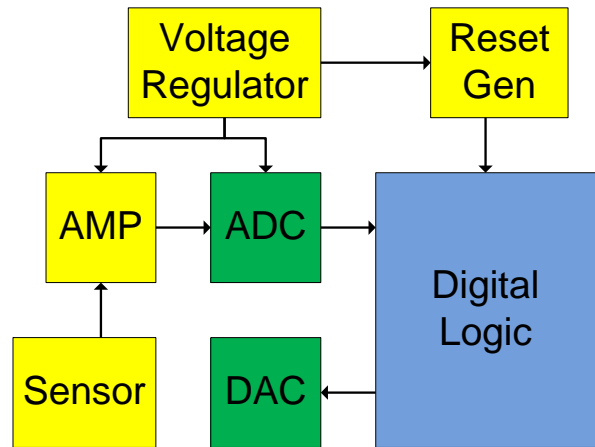 Voltage
Regulator
Reset
Gen
AMP
ADC
Digital
Logic
Sensor
DAC